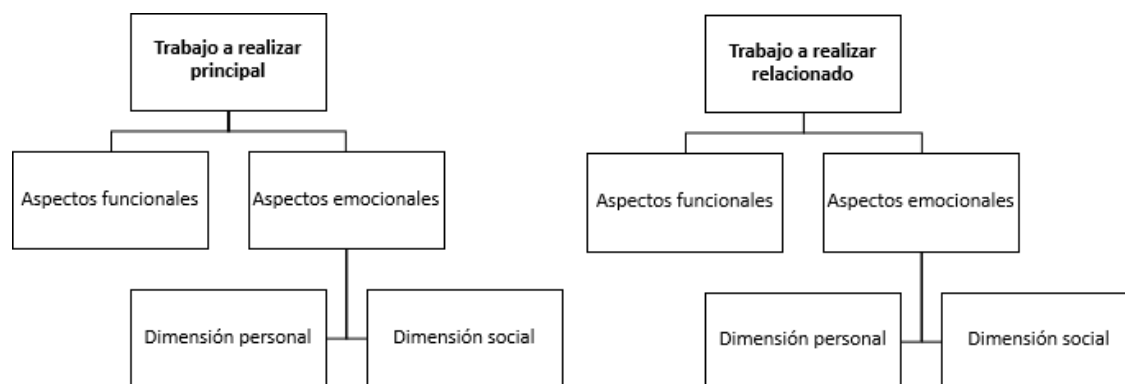 Trabajo a realizar
principal
Aspectos funcionales
Aspectos emocionales
Dimensión personal
Dimensión social
Trabajo a realizar
relacionado
Aspectos funcionales
Aspectos emocionales
Dimensión personal
Dimensión social